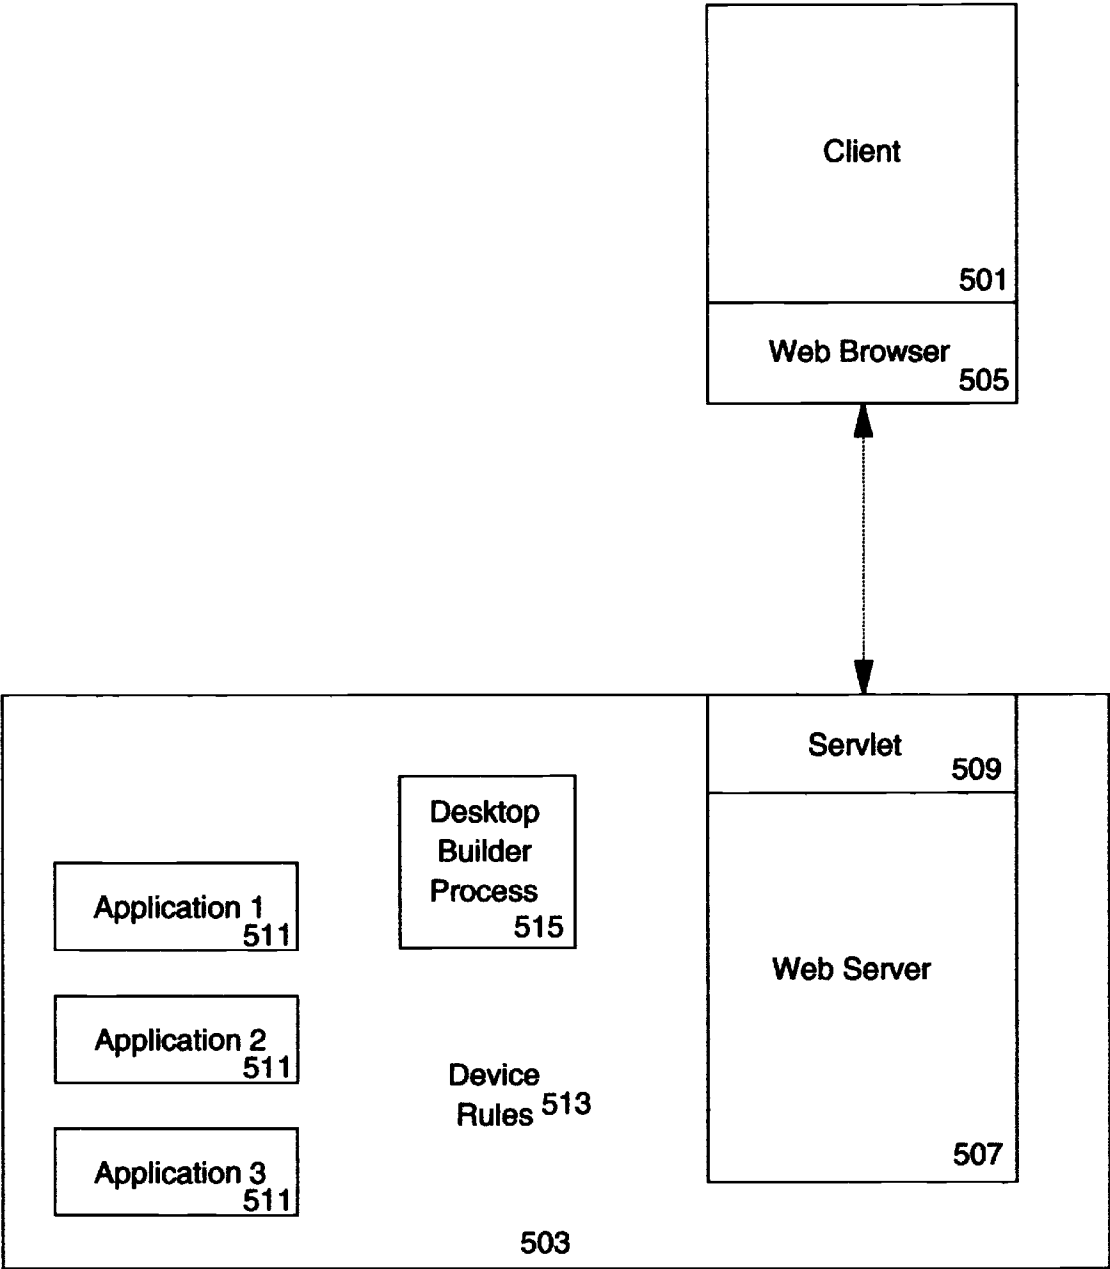 Client
501
Web Browser
505
Servlet
509
Desktop
Builder
Process
515
Application 1
511
Web Server
Application 2
511
Device
Rules 513
507
Application 3
511
503